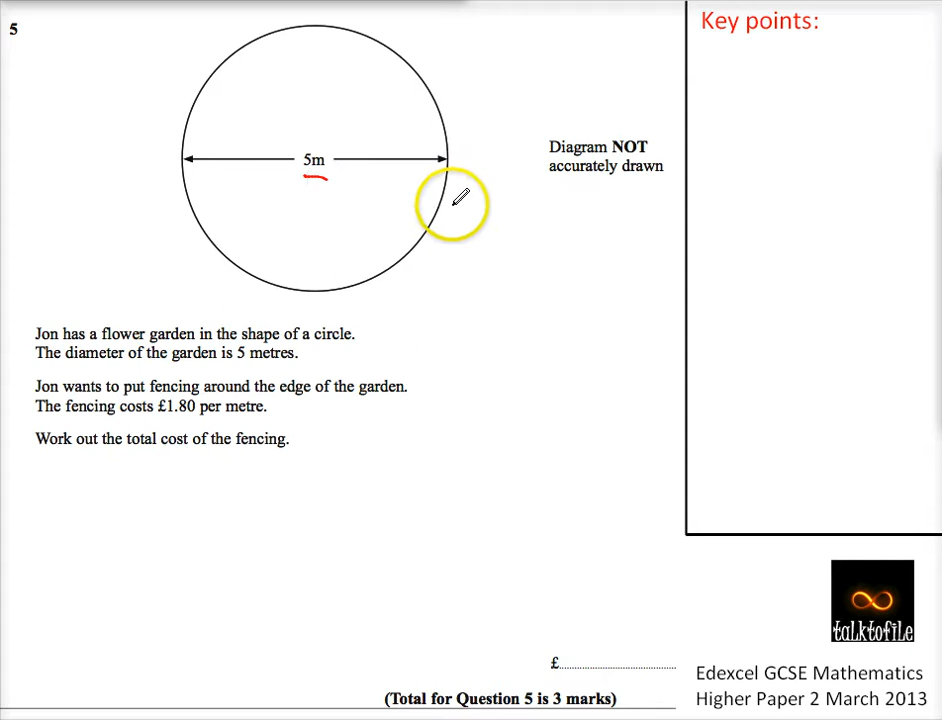 Key points:
5
5m
Diagram NOT
accurately drawn
Jon has a flower garden in the shape of a circle.
The diameter of the garden is 5 metres.
Jon wants to put fencing around the edge of the garden.
The fencing costs £1.80 per metre.
Work out the total cost of the fencing.
talktofile
£
Edexcel GCSE Mathematics
Higher Paper 2 March 2013
(Total for Question 5 is 3 marks)